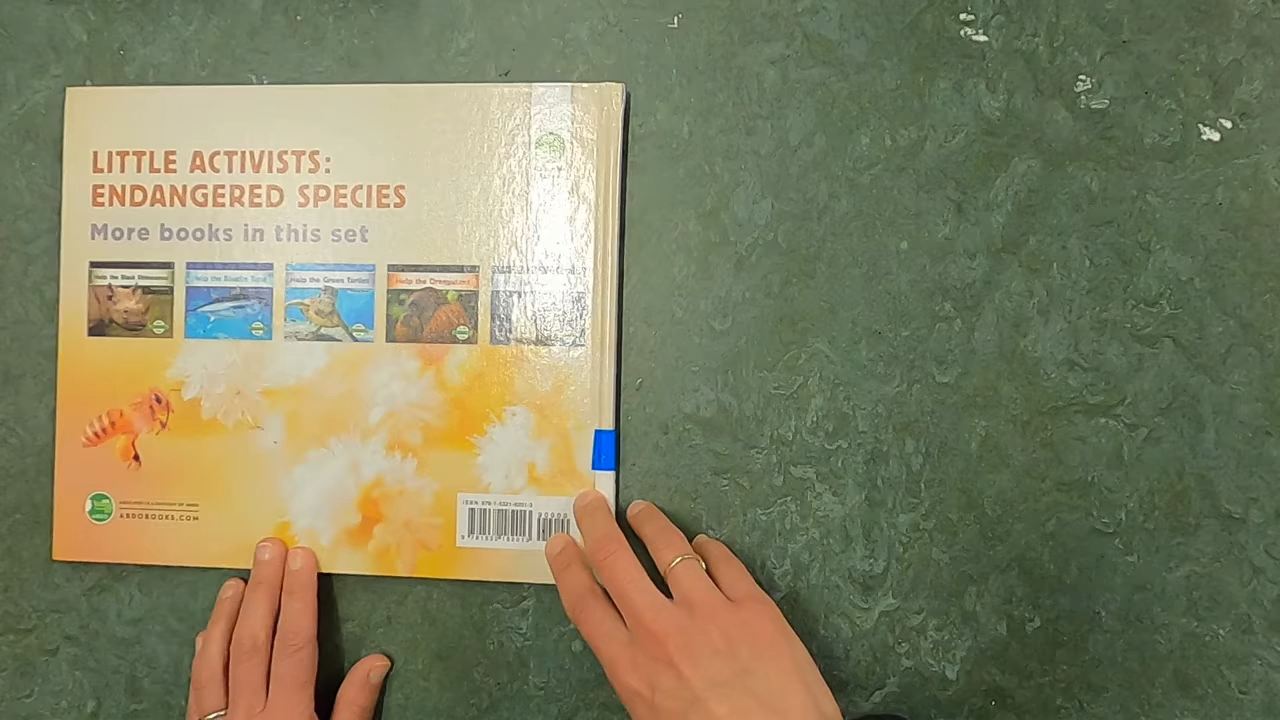 LITTLE ACTIVISTS:
ENDANGERED SPECIES
More books in this set
Help the Black Rhinoceros
Help the Bluefin Tuna
Help the Green Turtles
Help the Orangutans
ABDOBOOKS.COM
90000